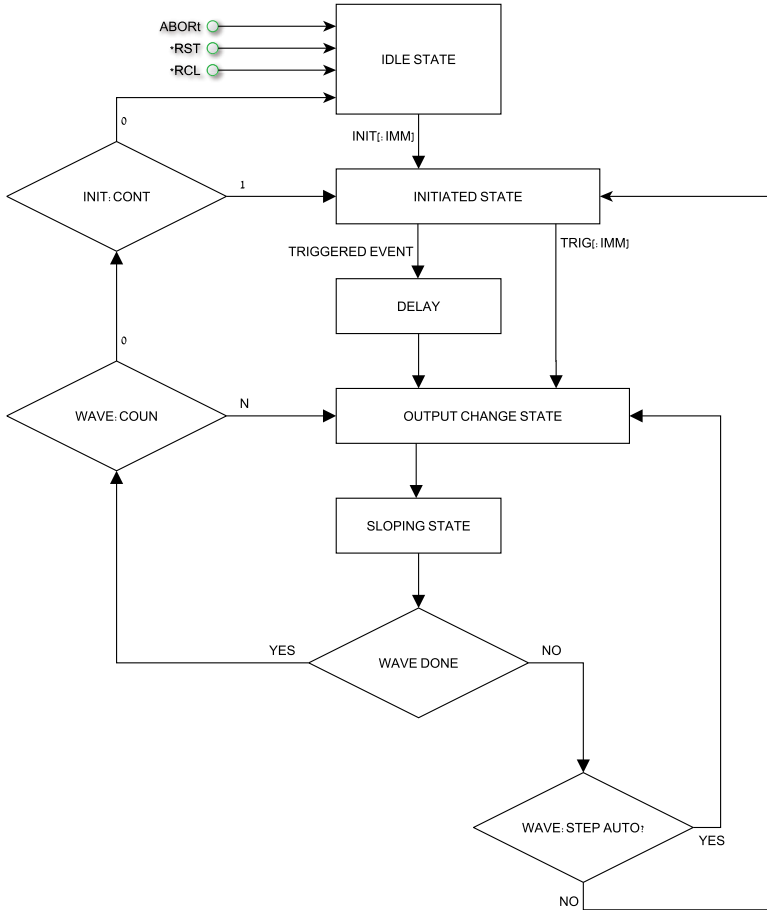 ABORt
*RST
*RCL
IDLE STATE
0
INIT[:IMM]
INIT:CONT
1
INITIATED STATE
TRIGGERED EVENT
TRIG[:IMM]
DELAY
0
WAVE:COUN
N
OUTPUT CHANGE STATE
SLOPING STATE
YES
WAVE DONE
NO
WAVE:STEP AUTO?
YES
NO